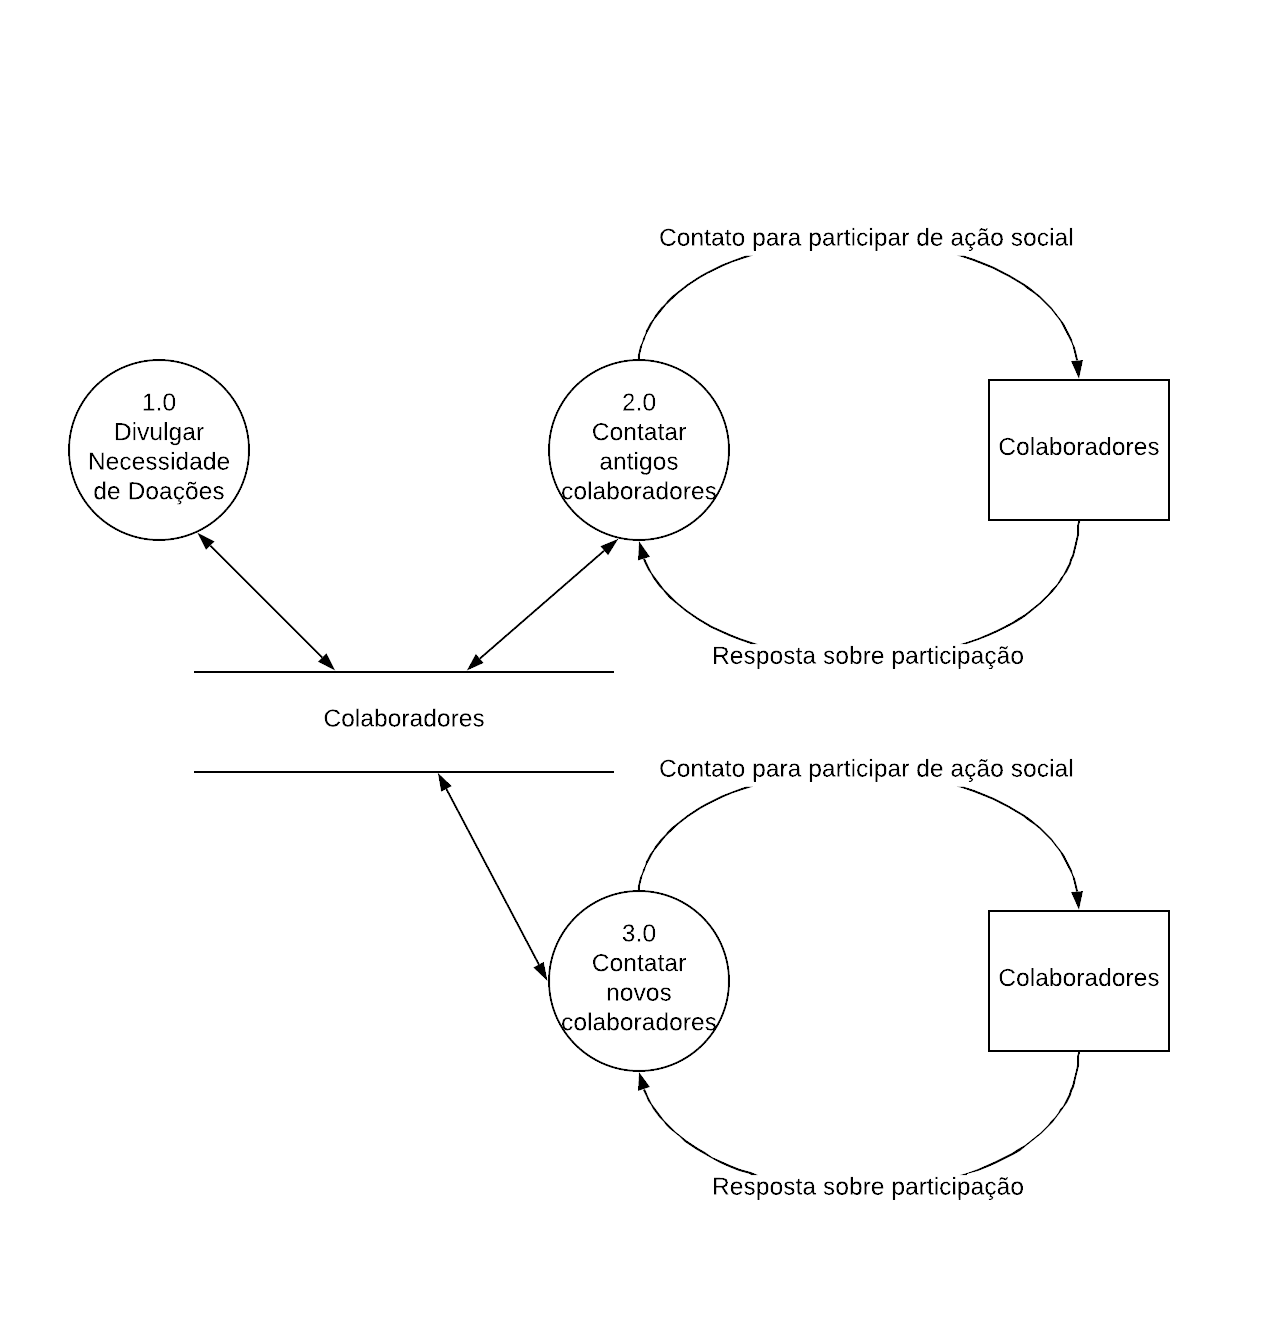 Contato para participar de ação social
1.0
Divulgar
Necessidade
de Doações
2.0
Contatar
antigos
colaboradores
Colaboradores
Resposta sobre participação
Colaboradores
Contato para participar de ação social
3.0
Contatar
novos
colaboradores
Colaboradores
Resposta sobre participação